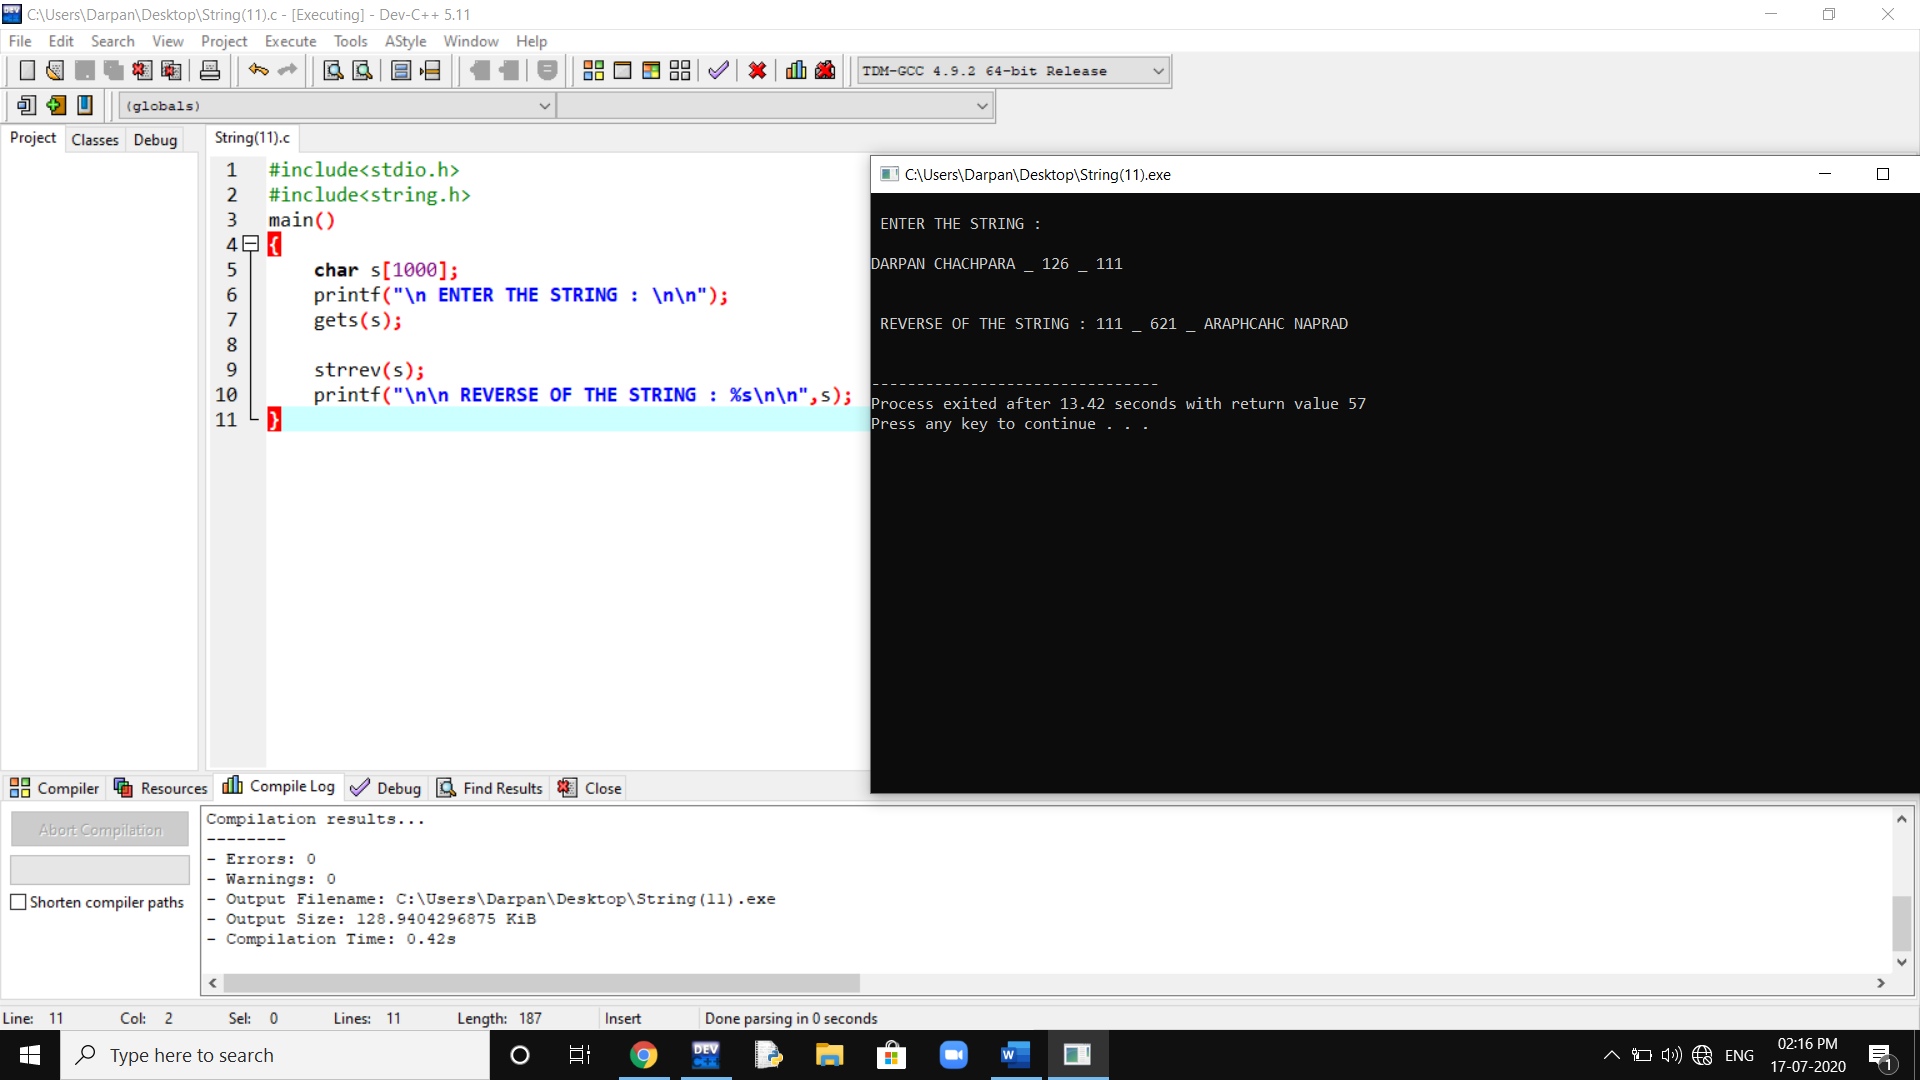 C:\Users\Darpan\Desktop\String(11).c - [Executing] - Dev-C++ 5.11
File Edit Search View Project Execute Tools AStyle Window Help
TDM-GCC 4.9.2 64-bit Release
(globals)
Project Classes Debug
String(11).c
1 #include<stdio.h>
2 #include<string.h>
3 main()
4 {
5 char s[1000];
6 printf("\n ENTER THE STRING : \n\n");
7 gets(s);
8
9 strrev(s);
10 printf("\n\n REVERSE OF THE STRING : %s\n\n",s);
11 }
C:\Users\Darpan\Desktop\String(11).exe
ENTER THE STRING :
DARPAN CHACHPARA _ 126 _ 111
REVERSE OF THE STRING : 111 _ 621 _ ARAPHCAHC NAPRAD
--------------------------------
Process exited after 13.42 seconds with return value 57
Press any key to continue . . .
Compiler Resources Compile Log Debug Find Results Close
Abort Compilation
Shorten compiler paths
Compilation results...
--------
- Errors: 0
- Warnings: 0
- Output Filename: C:\Users\Darpan\Desktop\String(11).exe
- Output Size: 128.9404296875 KiB
- Compilation Time: 0.42s
Line: 11 Col: 2 Sel: 0 Lines: 11 Length: 187 Insert Done parsing in 0 seconds
Type here to search
DEV C++
W
ENG
02:16 PM
17-07-2020
1